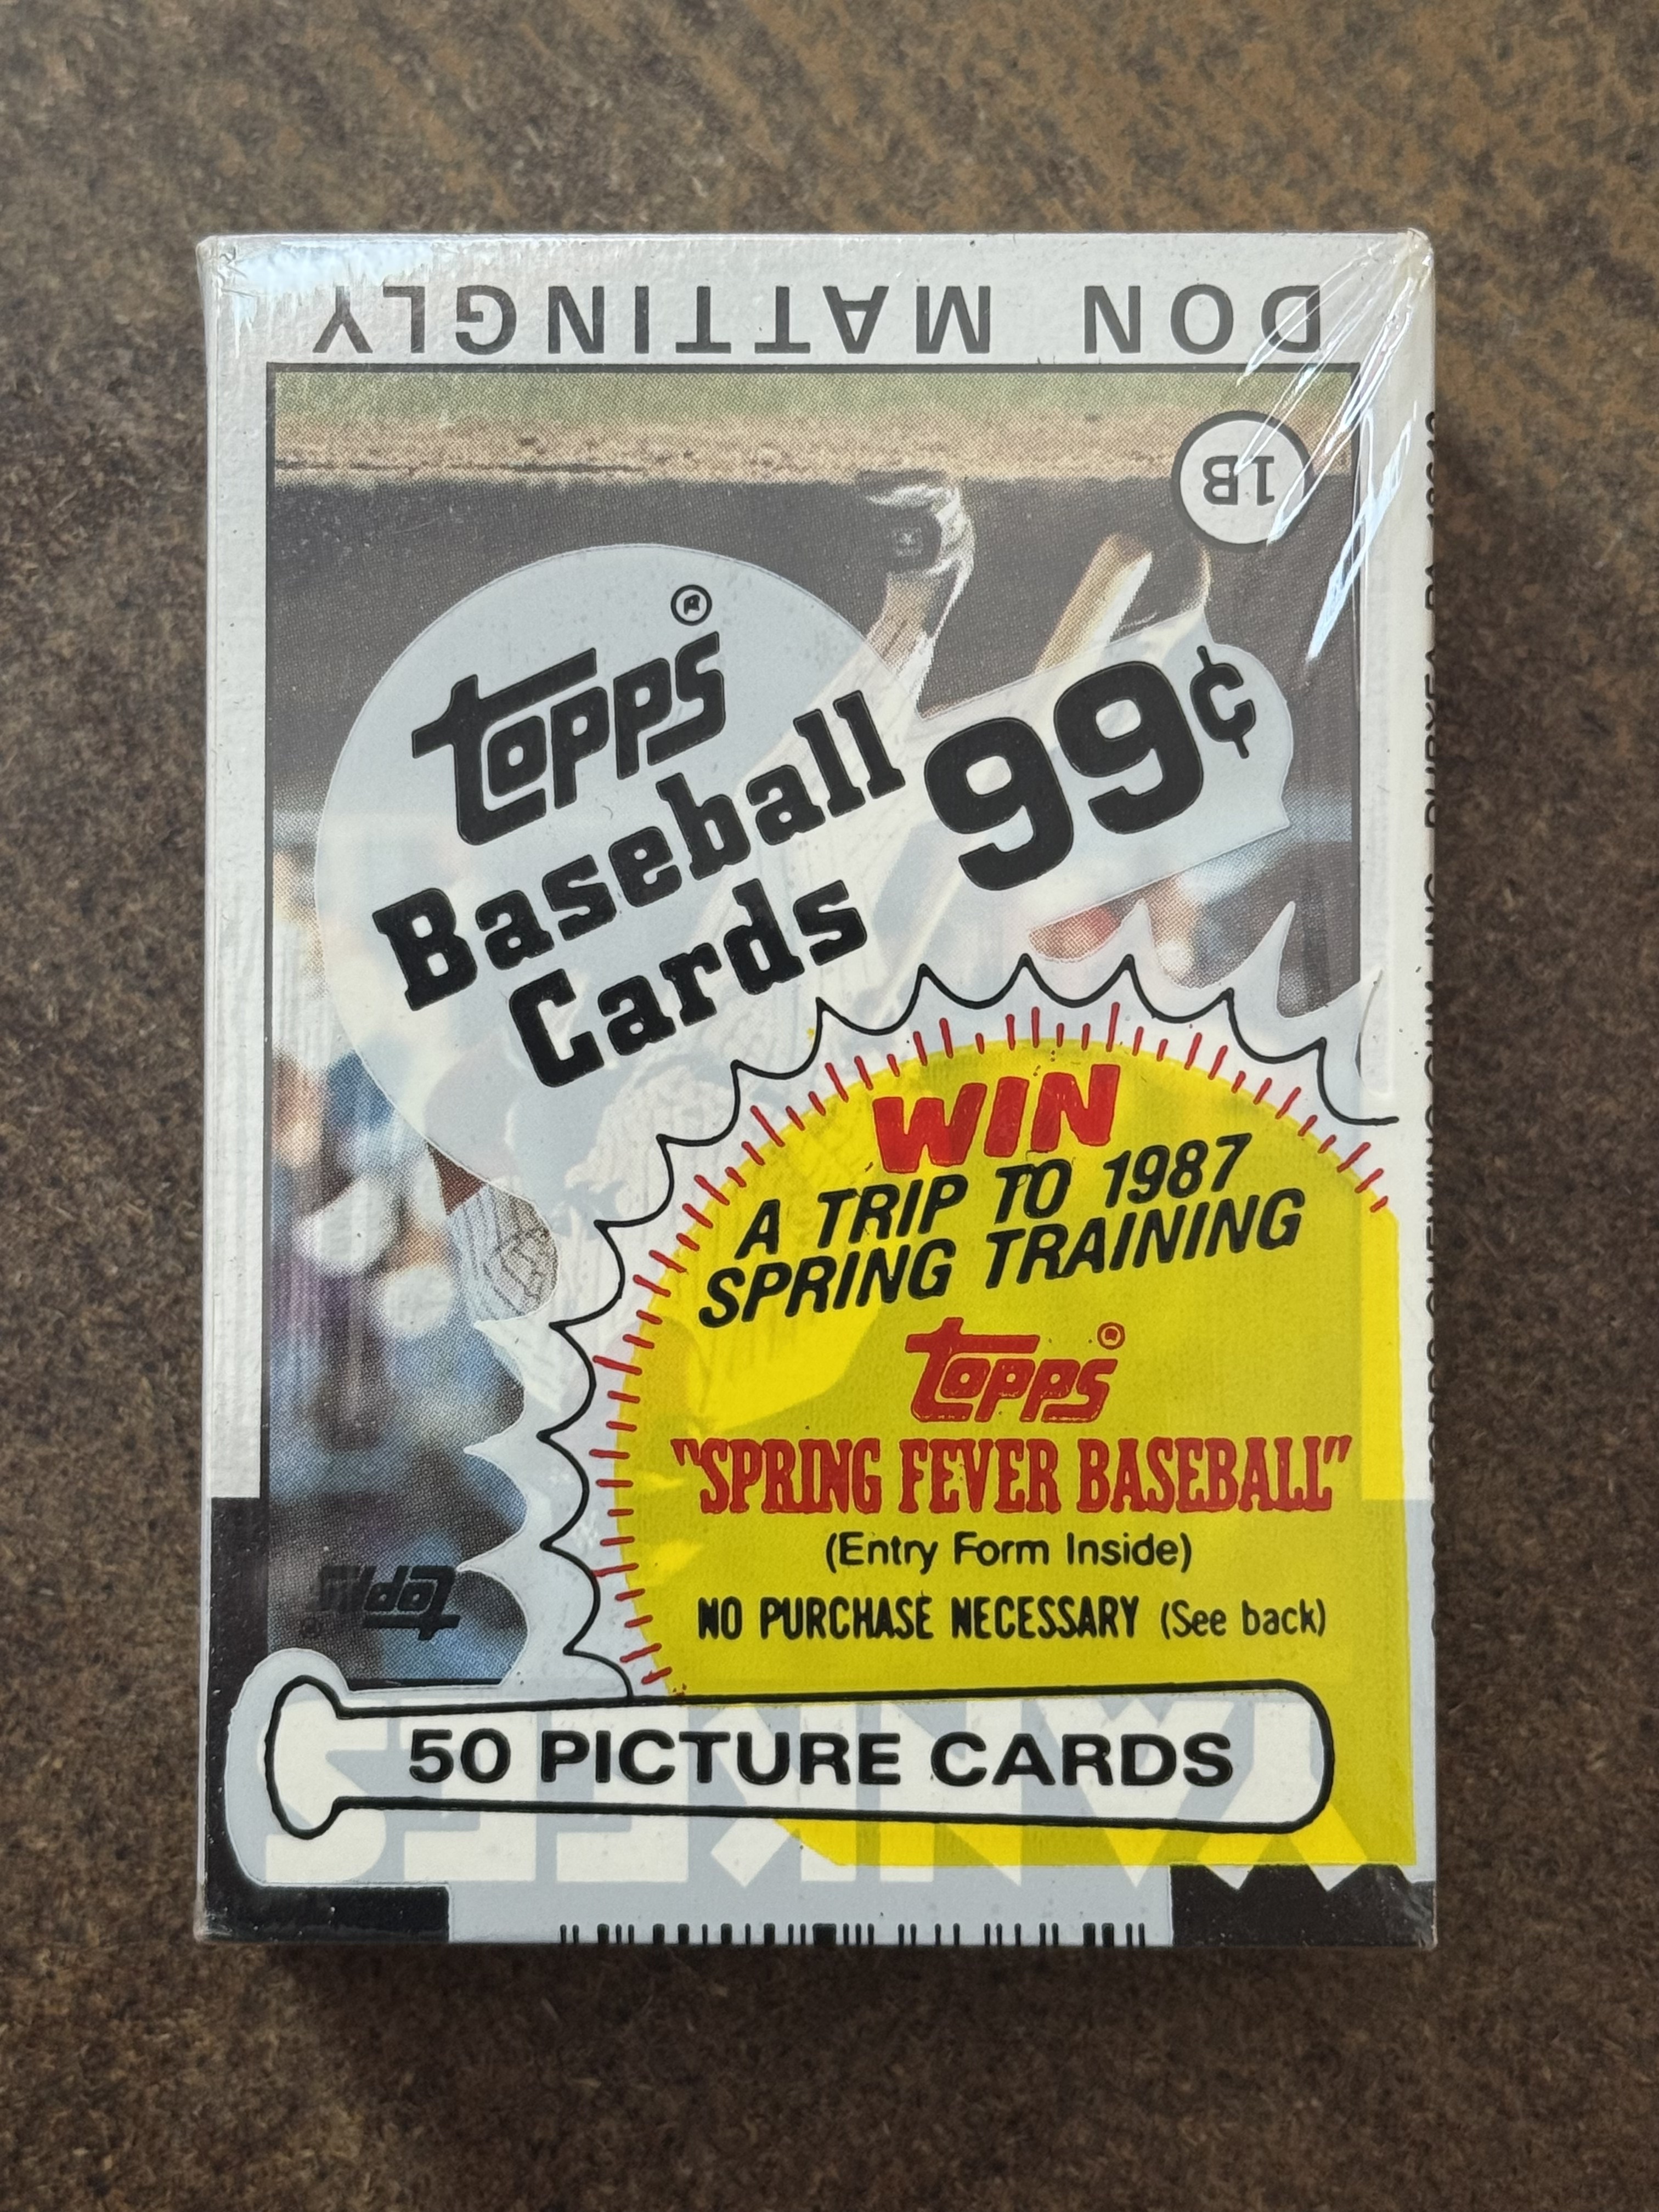 DON MATTINGLY
1B
Topps®
Baseball
Cards
99¢
WIN
A TRIP TO 1987
SPRING TRAINING
Topps®
"SPRING FEVER BASEBALL"
(Entry Form Inside)
NO PURCHASE NECESSARY (See back)
Topps
50 PICTURE CARDS
YANKEES